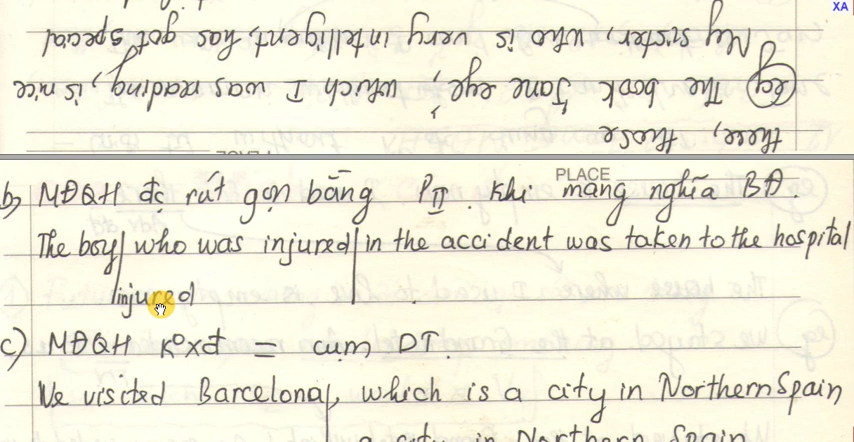 My sister, who is very intelligent, has got special
eg The book "Jane eye", which I was reading, is nice
there, those
XA
PLACE
b) MĐQH đc rút gọn bằng PII. Khi mang nghĩa BĐ
The boy who was injured in the accident was taken to the hospital
injured
c) MĐQH KoXđ = cụm DT.
We visited Barcelona, which is a city in Northern Spain
a city in Northern Spain